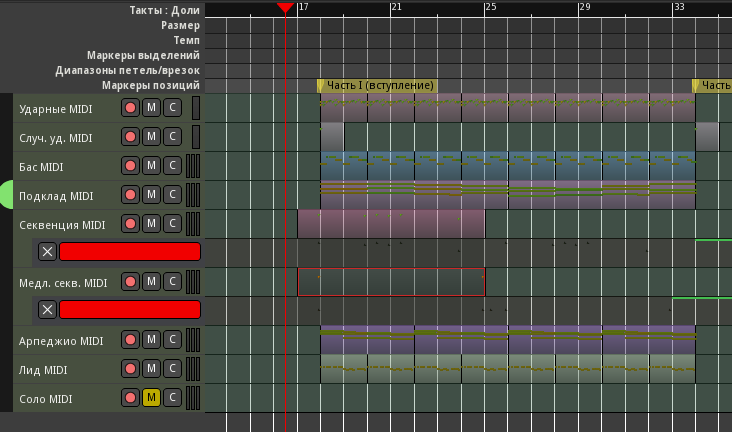 Такты : Доли
17 21 25 29 33
Размер
Темп
Маркеры выделений
Диапазоны петель/врезок
Маркеры позиций
Часть I (вступление)
Часть
Ударные MIDI
M C
Случ. уд. MIDI
M C
Бас MIDI
M C
Подклад MIDI
M C
Секвенция MIDI
M C
Медл. секв. MIDI
M C
Арпеджио MIDI
M C
Лид MIDI
M C
Соло MIDI
M C